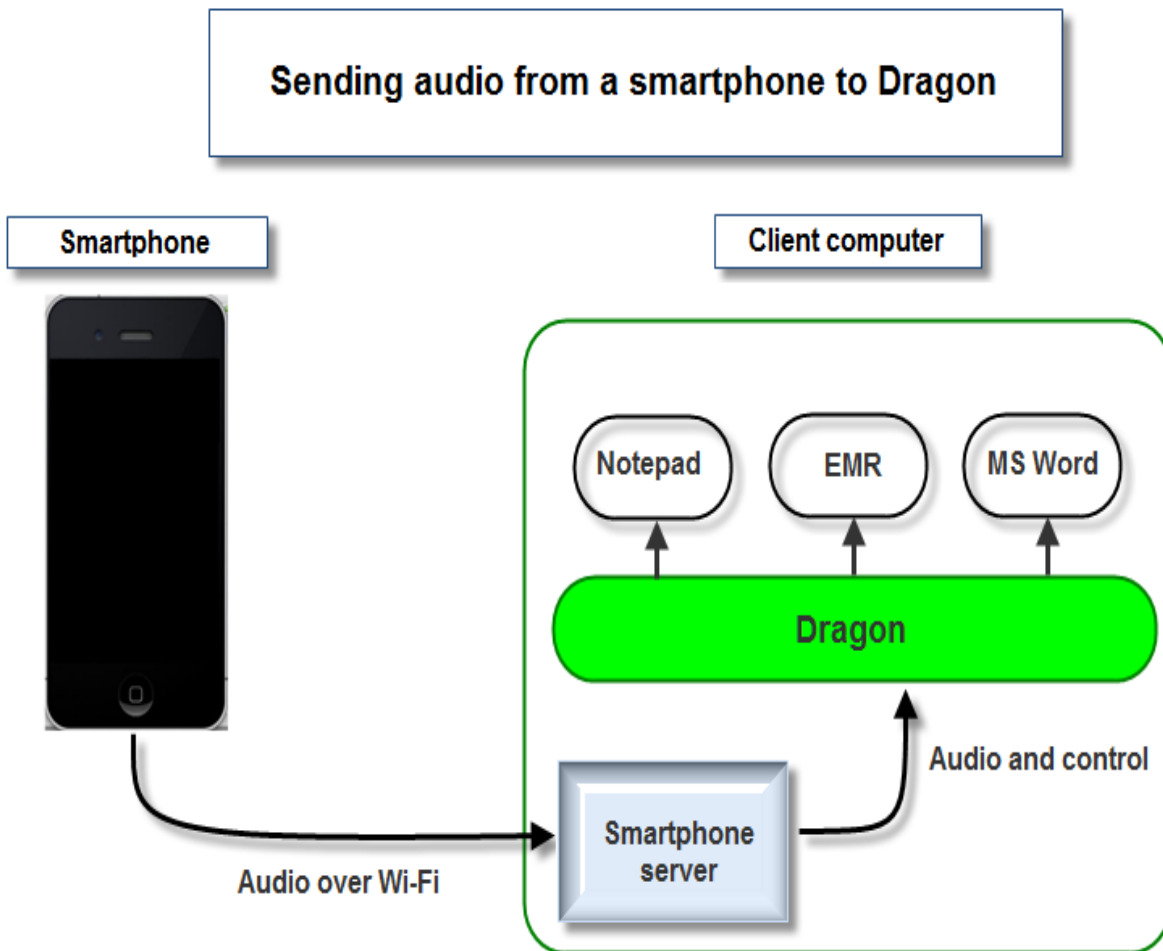 Sending audio from a smartphone to Dragon
Smartphone
Client computer
Notepad
EMR
MS Word
Dragon
Audio and control
Smartphone
server
Audio over Wi-Fi